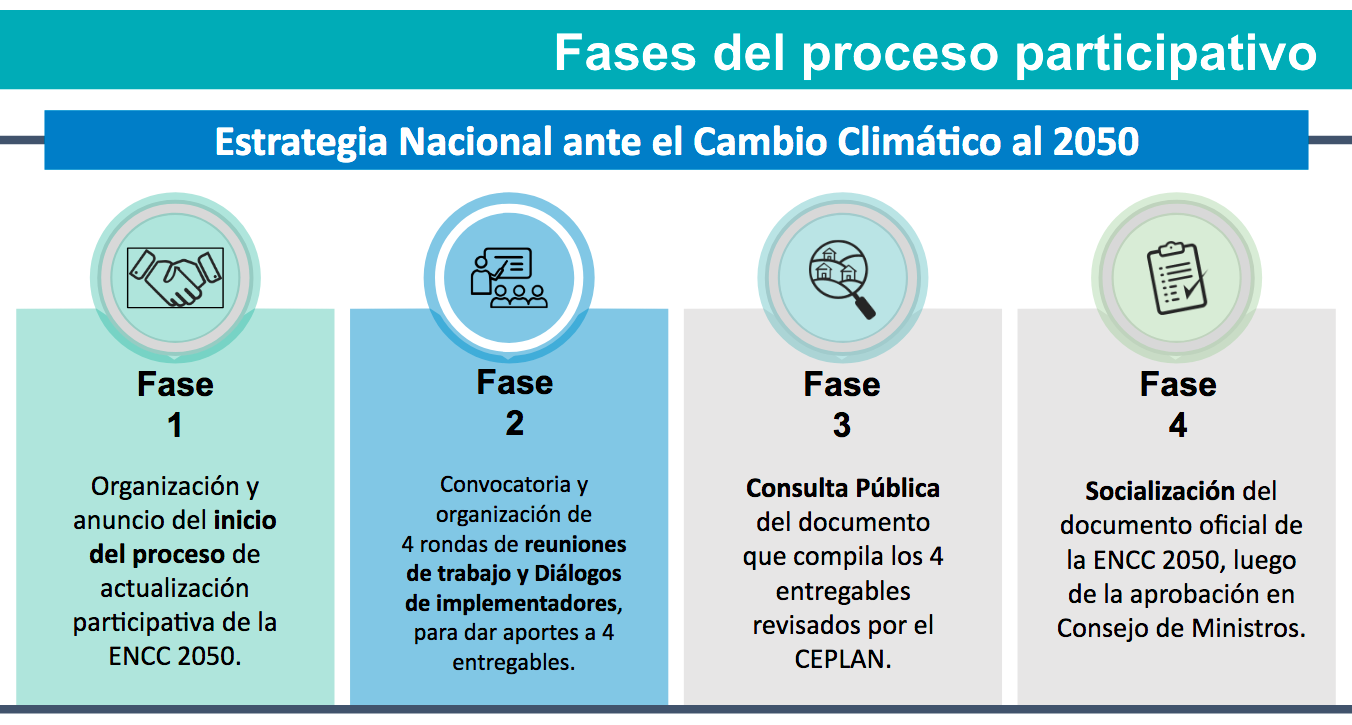 Fases del proceso participativo
Estrategia Nacional ante el Cambio Climático al 2050
Fase
1
Organización y
anuncio del inicio
del proceso de
actualización
participativa de la
ENCC 2050.
Fase
2
Convocatoria y
organización de
4 rondas de reuniones
de trabajo y Diálogos
de implementadores,
para dar aportes a 4
entregables.
Fase
3
Consulta Pública
del documento
que compila los 4
entregables
revisados por el
CEPLAN.
Fase
4
Socialización del
documento oficial de
la ENCC 2050, luego
de la aprobación en
Consejo de Ministros.